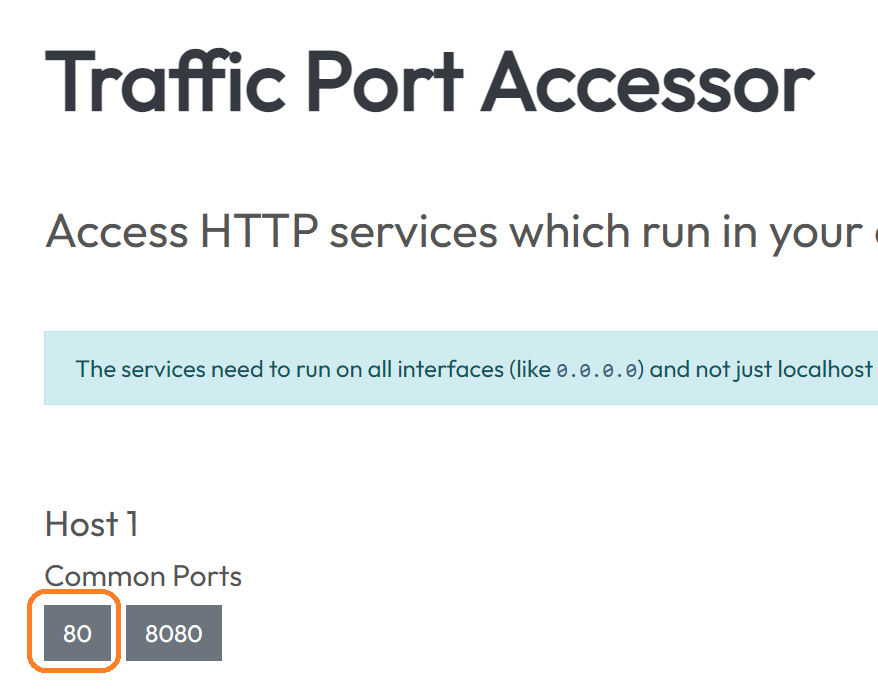 Traffic Port Accessor
Access HTTP services which run in your
The services need to run on all interfaces (like 0.0.0.0) and not just localhost
Host 1
Common Ports
80 8080